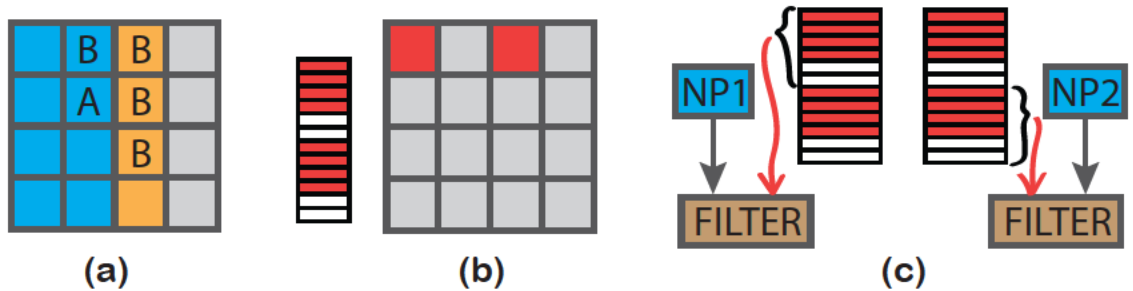 B B
A B
B
NP1
NP2
FILTER
FILTER
(a)
(b)
(c)